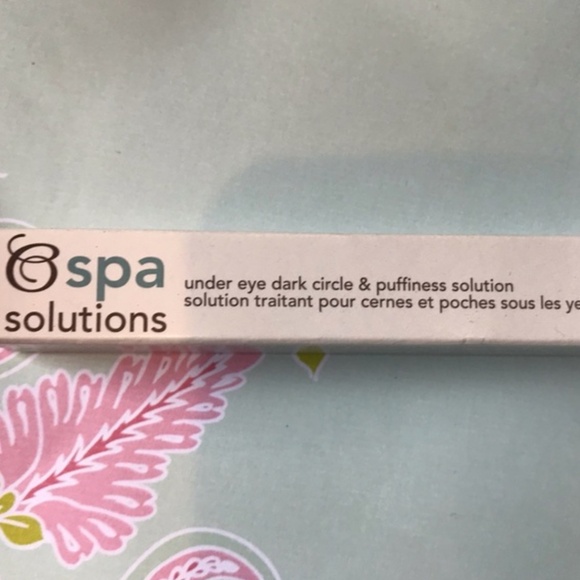 spa
solutions
under eye dark circle & puffiness solution
solution traitant pour cernes et poches sous les